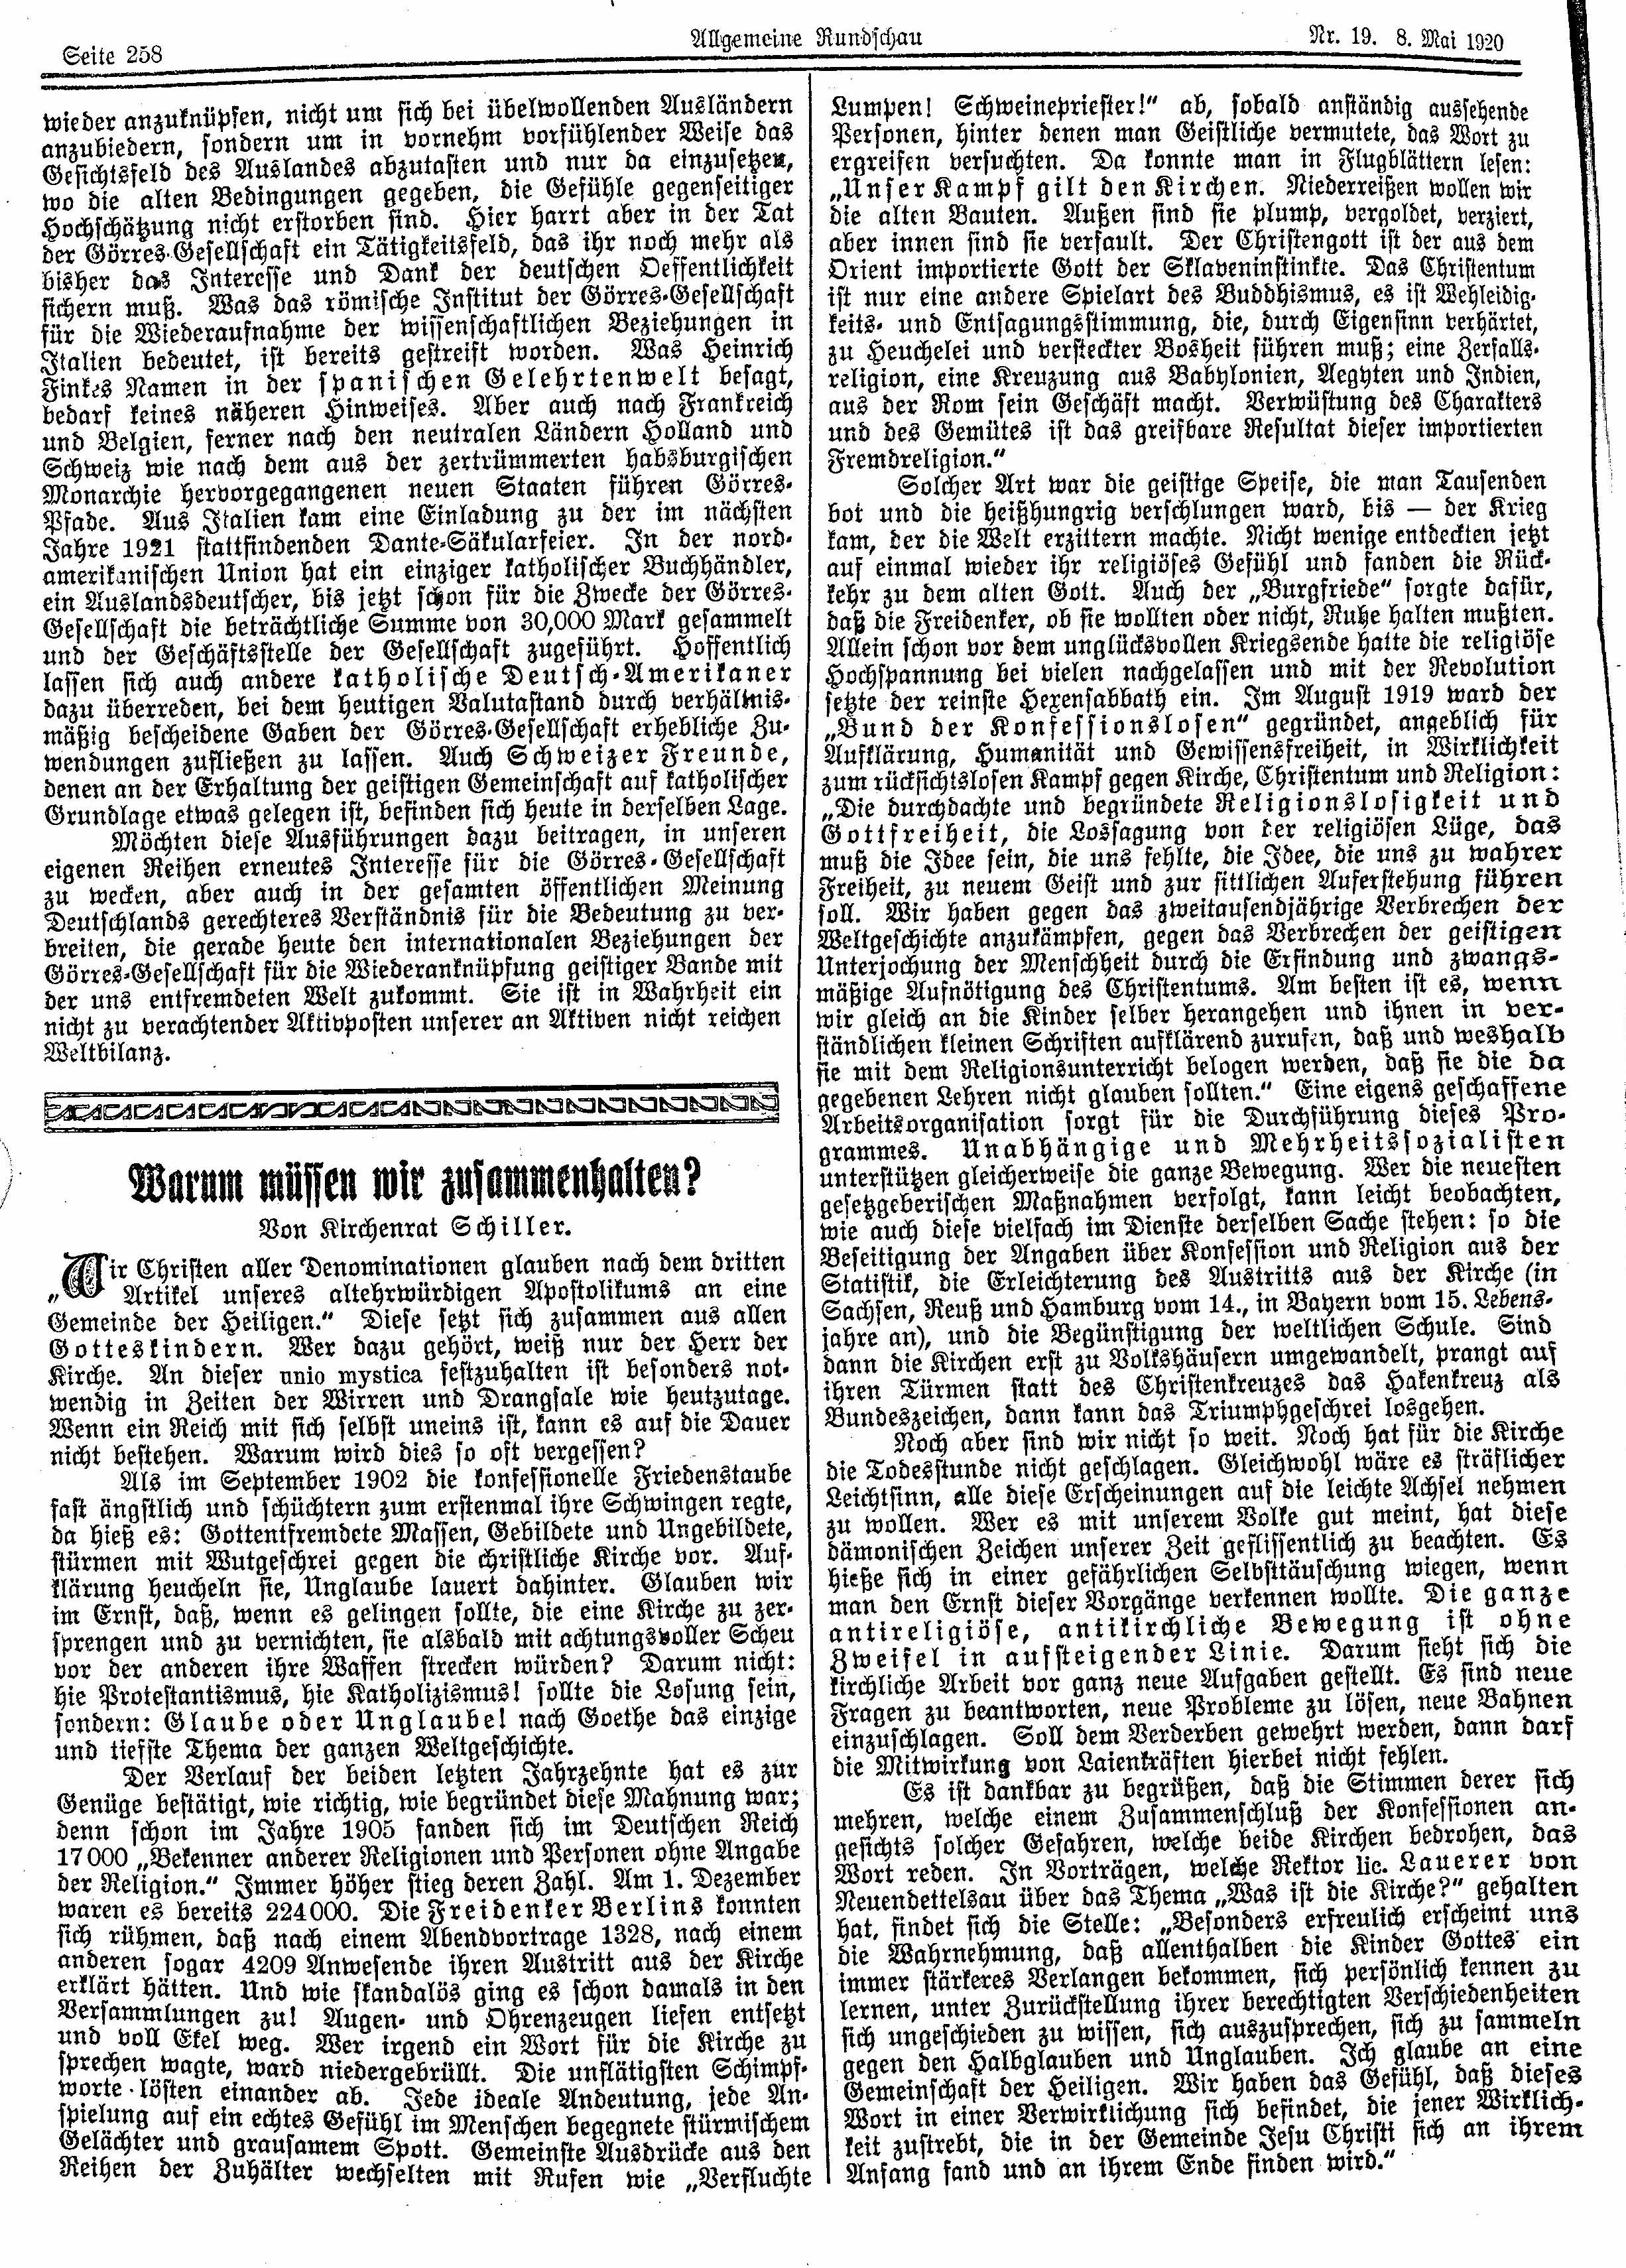 Seite 258
Allgemeine Rundschau
Nr. 19. 8. Mai 1920
wieder anzuknüpfen, nicht um sich bei übelwollenden Ausländern
anzubiedern, sondern um in vornehm vorfühlender Weise das
Gesichtsfeld des Auslandes abzutasten und nur da einzusetzen,
wo die alten Bedingungen gegeben, die Gefühle gegenseitiger
Hochschätzung nicht erstorben sind. Hier harrt aber in der Tat
der Görres-Gesellschaft ein Tätigkeitsfeld, das ihr noch mehr als
bisher das Interesse und Dank der deutschen Oeffentlichkeit
sichern muß. Was das römische Institut der Görres-Gesellschaft
für die Wiederaufnahme der wissenschaftlichen Beziehungen in
Italien bedeutet, ist bereits gestreift worden. Was Heinrich
Finkes Namen in der spanischen Gelehrtenwelt besagt,
bedarf keines näheren Hinweises. Aber auch nach Frankreich
und Belgien, ferner nach den neutralen Ländern Holland und
Schweiz wie nach dem aus der zertrümmerten habsburgischen
Monarchie hervorgegangenen neuen Staaten führen Görres-
Pfade. Aus Italien kam eine Einladung zu der im nächsten
Jahre 1921 stattfindenden Dante-Säkularfeier. In der nord-
amerikanischen Union hat ein einziger katholischer Buchhändler,
ein Auslandsdeutscher, bis jetzt schon für die Zwecke der Görres-
Gesellschaft die beträchtliche Summe von 30,000 Mark gesammelt
und der Geschäftsstelle der Gesellschaft zugeführt. Hoffentlich
lassen sich auch andere katholische Deutsch-Amerikaner
dazu überreden, bei dem heutigen Valutastand durch verhältnis-
mäßig bescheidene Gaben der Görres-Gesellschaft erhebliche Zu-
wendungen zufließen zu lassen. Auch Schweizer Freunde,
denen an der Erhaltung der geistigen Gemeinschaft auf katholischer
Grundlage etwas gelegen ist, befinden sich heute in derselben Lage.
Möchten diese Ausführungen dazu beitragen, in unseren
eigenen Reihen erneutes Interesse für die Görres-Gesellschaft
zu wecken, aber auch in der gesamten öffentlichen Meinung
Deutschlands gerechteres Verständnis für die Bedeutung zu ver-
breiten, die gerade heute den internationalen Beziehungen der
Görres-Gesellschaft für die Wiederanknüpfung geistiger Bande mit
der uns entfremdeten Welt zukommt. Sie ist in Wahrheit ein
nicht zu verachtender Aktivposten unserer an Aktiven nicht reichen
Weltbilanz.
Warum müssen wir zusammenhalten?
Von Kirchenrat Schiller.
„Wir Christen aller Denominationen glauben nach dem dritten
Artikel unseres altehrwürdigen Apostolikums an eine
Gemeinde der Heiligen.“ Diese setzt sich zusammen aus allen
Gotteskindern. Wer dazu gehört, weiß nur der Herr der
Kirche. An dieser unio mystica festzuhalten ist besonders not-
wendig in Zeiten der Wirren und Drangsale wie heutzutage.
Wenn ein Reich mit sich selbst uneins ist, kann es auf die Dauer
nicht bestehen. Warum wird dies so oft vergessen?
Als im September 1902 die konfessionelle Friedenstaube
fast ängstlich und schüchtern zum erstenmal ihre Schwingen regte,
da hieß es: Gottentfremdete Massen, Gebildete und Ungebildete,
stürmen mit Wutgeschrei gegen die christliche Kirche vor. Auf-
klärung heucheln sie, Unglaube lauert dahinter. Glauben wir
im Ernst, daß, wenn es gelingen sollte, die eine Kirche zu zer-
sprengen und zu vernichten, sie alsbald mit achtungsvoller Scheu
vor der anderen ihre Waffen strecken würden? Darum nicht:
hie Protestantismus, hie Katholizismus! sollte die Losung sein,
sondern: Glaube oder Unglaube! nach Goethe das einzige
und tiefste Thema der ganzen Weltgeschichte.
Der Verlauf der beiden letzten Jahrzehnte hat es zur
Genüge bestätigt, wie richtig, wie begründet diese Mahnung war;
denn schon im Jahre 1905 fanden sich im Deutschen Reich
17000 „Bekenner anderer Religionen und Personen ohne Angabe
der Religion.“ Immer höher stieg deren Zahl. Am 1. Dezember
waren es bereits 224000. Die Freidenker Berlins konnten
sich rühmen, daß nach einem Abendvortrage 1328, nach einem
anderen sogar 4209 Anwesende ihren Austritt aus der Kirche
erklärt hätten. Und wie skandalös ging es schon damals in den
Versammlungen zu! Augen- und Ohrenzeugen liefen entsetzt
und voll Ekel weg. Wer irgend ein Wort für die Kirche zu
sprechen wagte, ward niedergebrüllt. Die unflätigsten Schimpf-
worte lösten einander ab. Jede ideale Andeutung, jede An-
spielung auf ein echtes Gefühl im Menschen begegnete stürmischem
Gelächter und grausamem Spott. Gemeinste Ausdrücke aus den
Reihen der Zuhälter wechselten mit Rufen wie „Verfluchte
Lumpen! Schweinepriester!“ ab, sobald anständig aussehende
Personen, hinter denen man Geistliche vermutete, das Wort zu
ergreifen versuchten. Da konnte man in Flugblättern lesen:
„Unser Kampf gilt den Kirchen. Niederreißen wollen wir
die alten Bauten. Außen sind sie plump, vergoldet, verziert,
aber innen sind sie verfault. Der Christengott ist der aus dem
Orient importierte Gott der Sklaveninstinkte. Das Christentum
ist nur eine andere Spielart des Buddhismus, es ist Wehleidig-
keits- und Entsagungsstimmung, die, durch Eigensinn verhärtet,
zu Heuchelei und versteckter Bosheit führen muß; eine Zerfalls-
religion, eine Kreuzung aus Babylonien, Aegyten und Indien,
aus der Rom sein Geschäft macht. Verwüstung des Charakters
und des Gemütes ist das greifbare Resultat dieser importierten
Fremdreligion.“
Solcher Art war die geistige Speise, die man Tausenden
bot und die heißhungrig verschlungen ward, bis — der Krieg
kam, der die Welt erzittern machte. Nicht wenige entdeckten jetzt
auf einmal wieder ihr religiöses Gefühl und fanden die Rück-
kehr zu dem alten Gott. Auch der „Burgfriede“ sorgte dafür,
daß die Freidenker, ob sie wollten oder nicht, Ruhe halten mußten.
Allein schon vor dem unglücksvollen Kriegsende hatte die religiöse
Hochspannung bei vielen nachgelassen und mit der Revolution
setzte der reinste Hexensabbath ein. Im August 1919 ward der
„Bund der Konfessionslosen“ gegründet, angeblich für
Aufklärung, Humanität und Gewissensfreiheit, in Wirklichkeit
zum rücksichtslosen Kampf gegen Kirche, Christentum und Religion:
„Die durchdachte und begründete Religionslosigkeit und
Gottfreiheit, die Lossagung von der religiösen Lüge, das
muß die Idee sein, die uns fehlte, die Idee, die uns zu wahrer
Freiheit, zu neuem Geist und zur sittlichen Auferstehung führen
soll. Wir haben gegen das zweitausendjährige Verbrechen der
Weltgeschichte anzukämpfen, gegen das Verbrechen der geistigen
Unterjochung der Menschheit durch die Erfindung und zwangs-
mäßige Aufnötigung des Christentums. Am besten ist es, wenn
wir gleich an die Kinder selber herangehen und ihnen in ver-
ständlichen kleinen Schriften aufklärend zurufen, daß und weshalb
sie mit dem Religionsunterricht belogen werden, daß sie die da
gegebenen Lehren nicht glauben sollten.“ Eine eigens geschaffene
Arbeitsorganisation sorgt für die Durchführung dieses Pro-
grammes. Unabhängige und Mehrheitssozialisten
unterstützen gleicherweise die ganze Bewegung. Wer die neuesten
gesetzgeberischen Maßnahmen verfolgt, kann leicht beobachten,
wie auch diese vielfach im Dienste derselben Sache stehen: so die
Beseitigung der Angaben über Konfession und Religion aus der
Statistik, die Erleichterung des Austritts aus der Kirche (in
Sachsen, Reuß und Hamburg vom 14., in Bayern vom 15. Lebens-
jahre an), und die Begünstigung der weltlichen Schule. Sind
dann die Kirchen erst zu Volkshäusern umgewandelt, prangt auf
ihren Türmen statt des Christenkreuzes das Hakenkreuz als
Bundeszeichen, dann kann das Triumphgeschrei losgehen.
Noch aber sind wir nicht so weit. Noch hat für die Kirche
die Todesstunde nicht geschlagen. Gleichwohl wäre es sträflicher
Leichtsinn, alle diese Erscheinungen auf die leichte Achsel nehmen
zu wollen. Wer es mit unserem Volke gut meint, hat diese
dämonischen Zeichen unserer Zeit geflissentlich zu beachten. Es
hieße sich in einer gefährlichen Selbsttäuschung wiegen, wenn
man den Ernst dieser Vorgänge verkennen wollte. Die ganze
antireligiöse, antikirchliche Bewegung ist ohne
Zweifel in aufsteigender Linie. Darum sieht sich die
kirchliche Arbeit vor ganz neue Aufgaben gestellt. Es sind neue
Fragen zu beantworten, neue Probleme zu lösen, neue Bahnen
einzuschlagen. Soll dem Verderben gewehrt werden, dann darf
die Mitwirkung von Laienkräften hierbei nicht fehlen.
Es ist dankbar zu begrüßen, daß die Stimmen derer sich
mehren, welche einem Zusammenschluß der Konfessionen an-
gesichts solcher Gefahren, welche beide Kirchen bedrohen, das
Wort reden. In Vorträgen, welche Rektor lic. Lauerer von
Neuendettelsau über das Thema „Was ist die Kirche?“ gehalten
hat, findet sich die Stelle: „Besonders erfreulich erscheint uns
die Wahrnehmung, daß allenthalben die Kinder Gottes ein
immer stärkeres Verlangen bekommen, sich persönlich kennen zu
lernen, unter Zurückstellung ihrer berechtigten Verschiedenheiten
sich ungeschieden zu wissen, sich auszusprechen, sich zu sammeln
gegen den Halbglauben und Unglauben. Ich glaube an eine
Gemeinschaft der Heiligen. Wir haben das Gefühl, daß dieses
Wort in einer Verwirklichung sich befindet, die jener Wirklich-
keit zustrebt, die in der Gemeinde Jesu Christi sich an ihrem
Anfang fand und an ihrem Ende finden wird.“